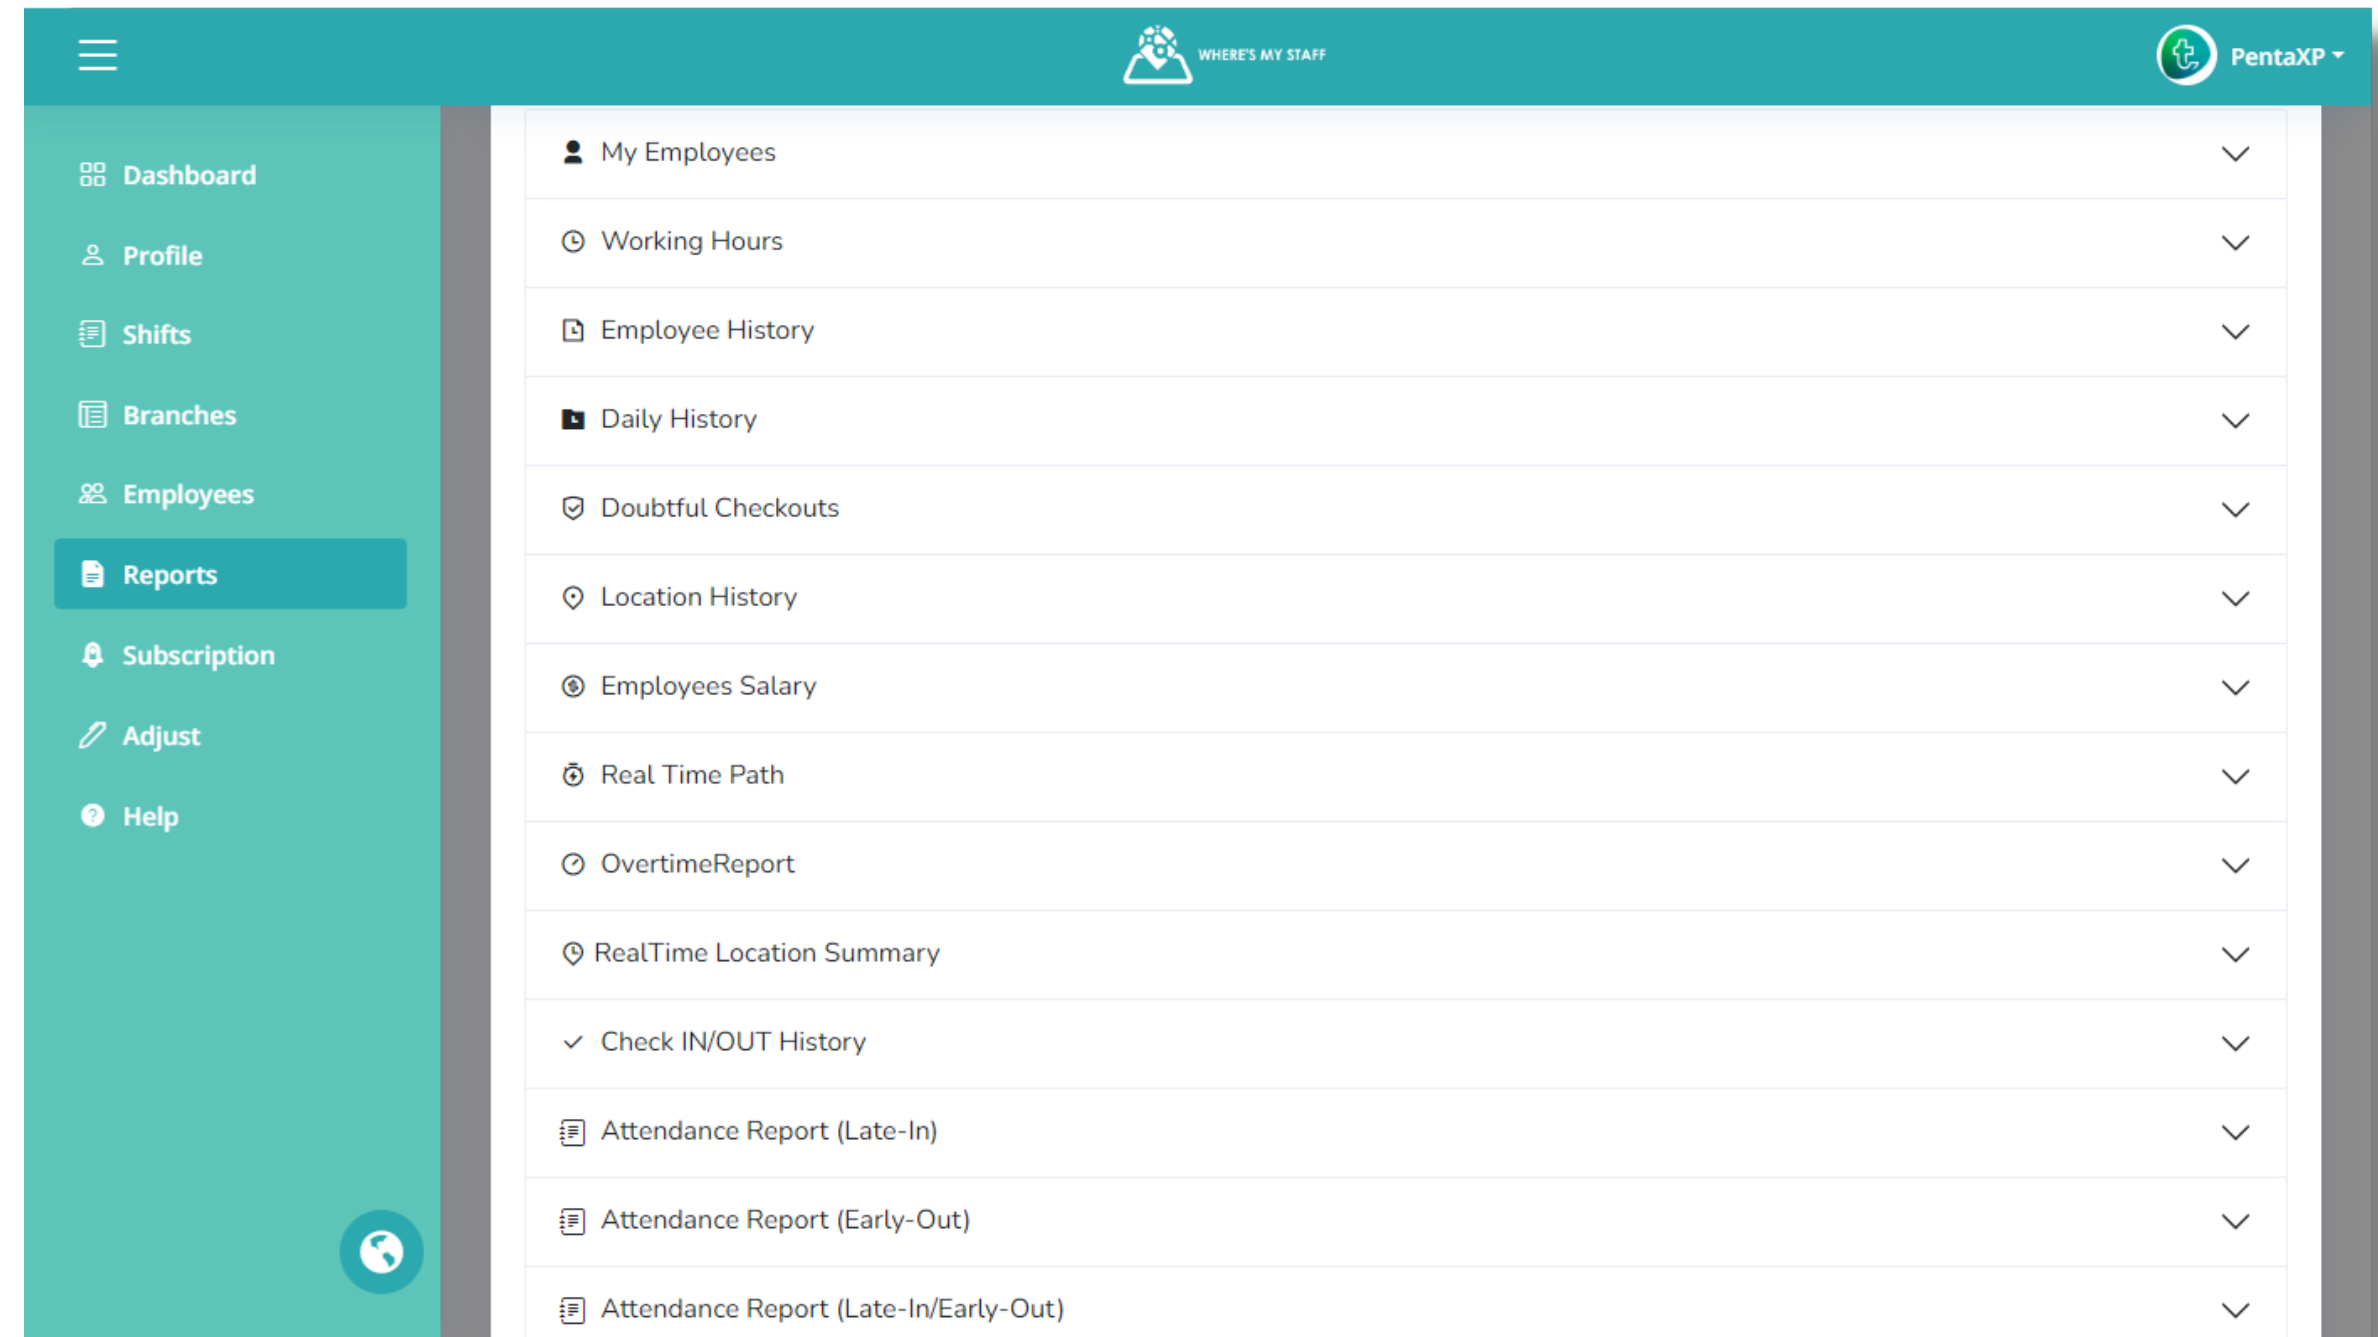 WHERE'S MY STAFF
PentaXP
Dashboard
Profile
Shifts
Branches
Employees
Reports
Subscription
Adjust
Help
My Employees
Working Hours
Employee History
Daily History
Doubtful Checkouts
Location History
Employees Salary
Real Time Path
OvertimeReport
RealTime Location Summary
Check IN/OUT History
Attendance Report (Late-In)
Attendance Report (Early-Out)
Attendance Report (Late-In/Early-Out)